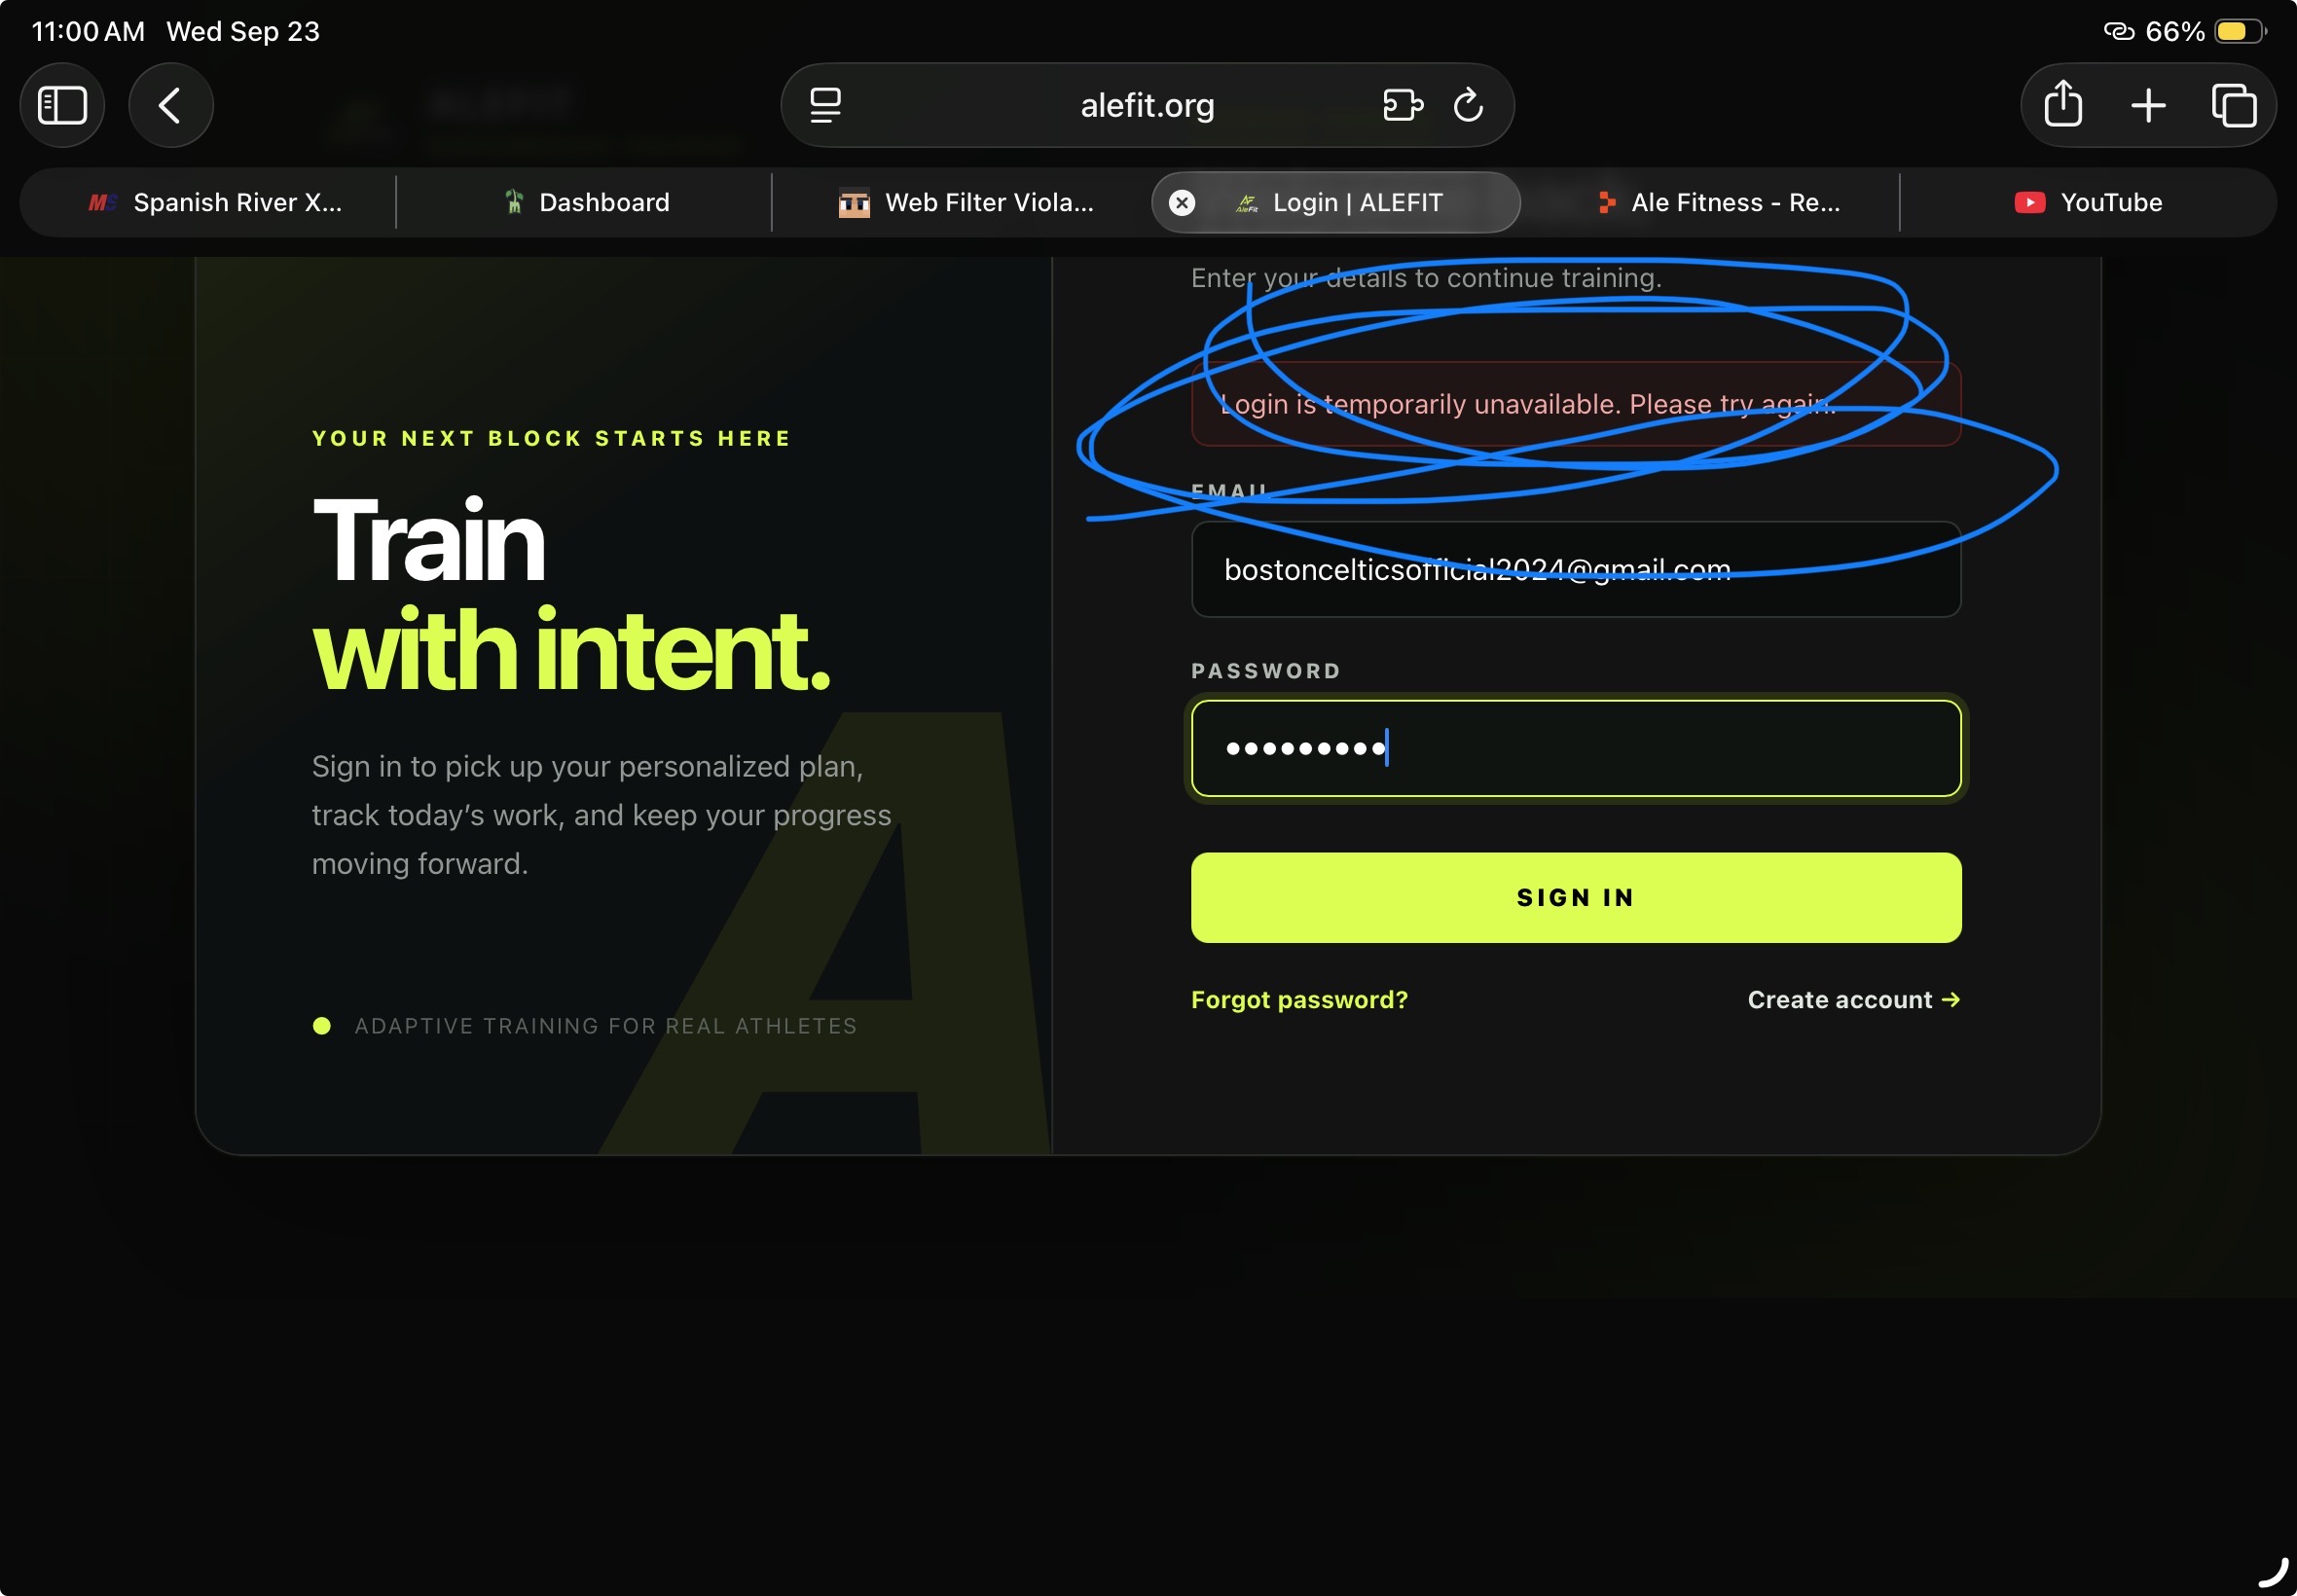 11:00 AM Wed Sep 23
66%
alefit.org
Spanish River X...
Dashboard
Web Filter Viola...
Login | ALEFIT
Ale Fitness - Re...
YouTube
Enter your details to continue training.
Login is temporarily unavailable. Please try again.
EMAIL
bostoncelticsofficial2024@gmail.com
PASSWORD
SIGN IN
Forgot password?
Create account →
YOUR NEXT BLOCK STARTS HERE
Train
with intent.
Sign in to pick up your personalized plan,
track today’s work, and keep your progress
moving forward.
ADAPTIVE TRAINING FOR REAL ATHLETES
A